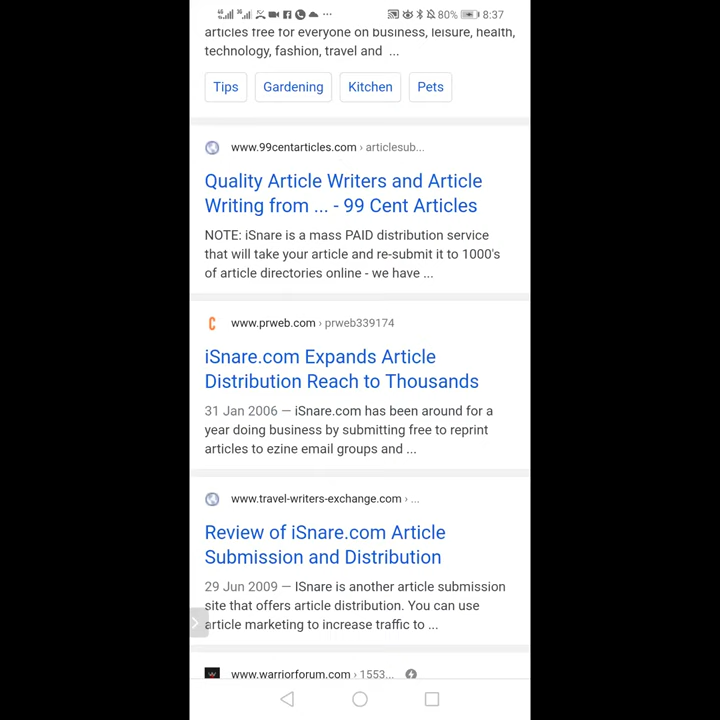 80% 8:37
articles free for everyone on business, leisure, health,
technology, fashion, travel and ...
Tips Gardening Kitchen Pets
www.99centarticles.com › articlesub...
Quality Article Writers and Article
Writing from ... - 99 Cent Articles
NOTE: iSnare is a mass PAID distribution service
that will take your article and re-submit it to 1000's
of article directories online - we have ...
www.prweb.com › prweb339174
iSnare.com Expands Article
Distribution Reach to Thousands
31 Jan 2006 — iSnare.com has been around for a
year doing business by submitting free to reprint
articles to ezine email groups and ...
www.travel-writers-exchange.com › ...
Review of iSnare.com Article
Submission and Distribution
29 Jun 2009 — ISnare is another article submission
site that offers article distribution. You can use
article marketing to increase traffic to ...
www.warriorforum.com › 1553...